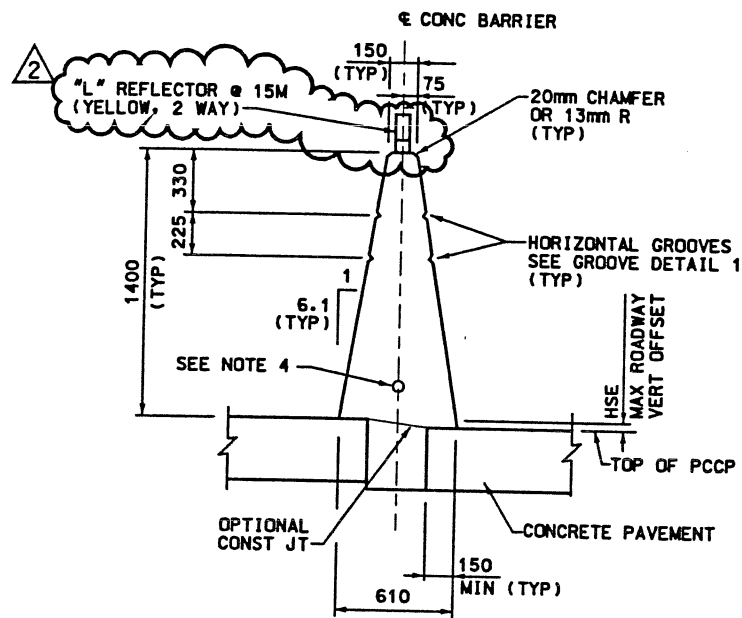 ℄ CONC BARRIER
150
(TYP)
75
(TYP)
2
"L" REFLECTOR @ 15M
(YELLOW, 2 WAY)
20mm CHAMFER
OR 13mm R
(TYP)
330
225
1400
(TYP)
HORIZONTAL GROOVES
SEE GROOVE DETAIL 1
(TYP)
1
6.1
(TYP)
SEE NOTE 4
HSE
MAX ROADWAY
VERT OFFSET
TOP OF PCCP
OPTIONAL
CONST JT
CONCRETE PAVEMENT
150
MIN (TYP)
610